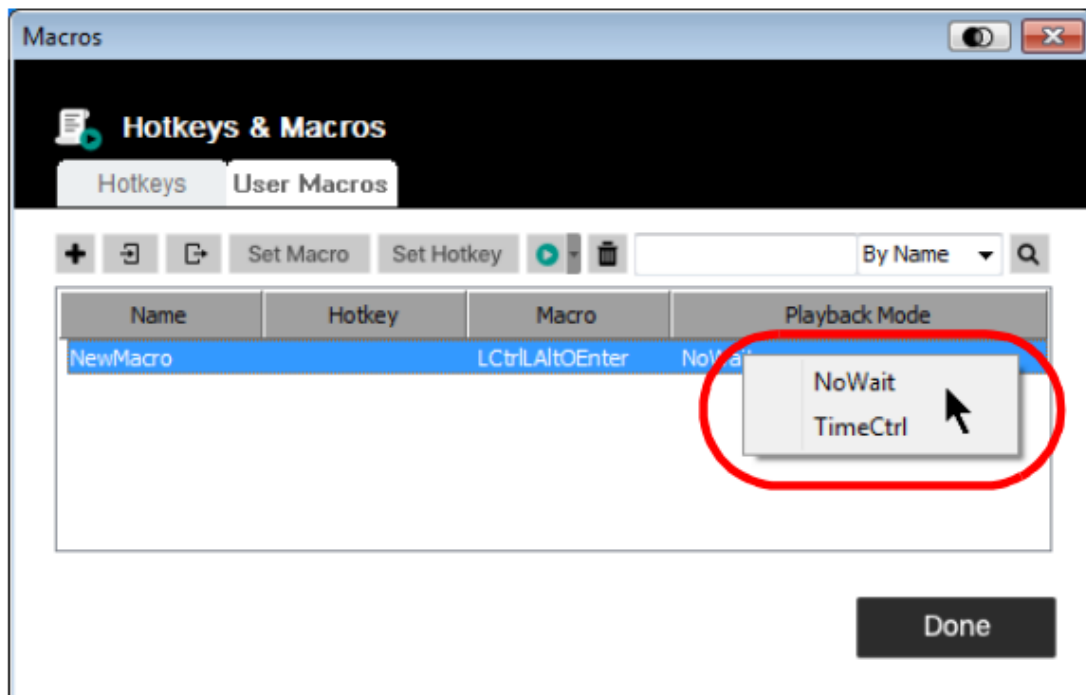 Macros
Hotkeys & Macros
Hotkeys User Macros
Set Macro Set Hotkey By Name
Name Hotkey Macro Playback Mode
NewMacro LCtrlLAltOEnter NoWait
NoWait
TimeCtrl
Done